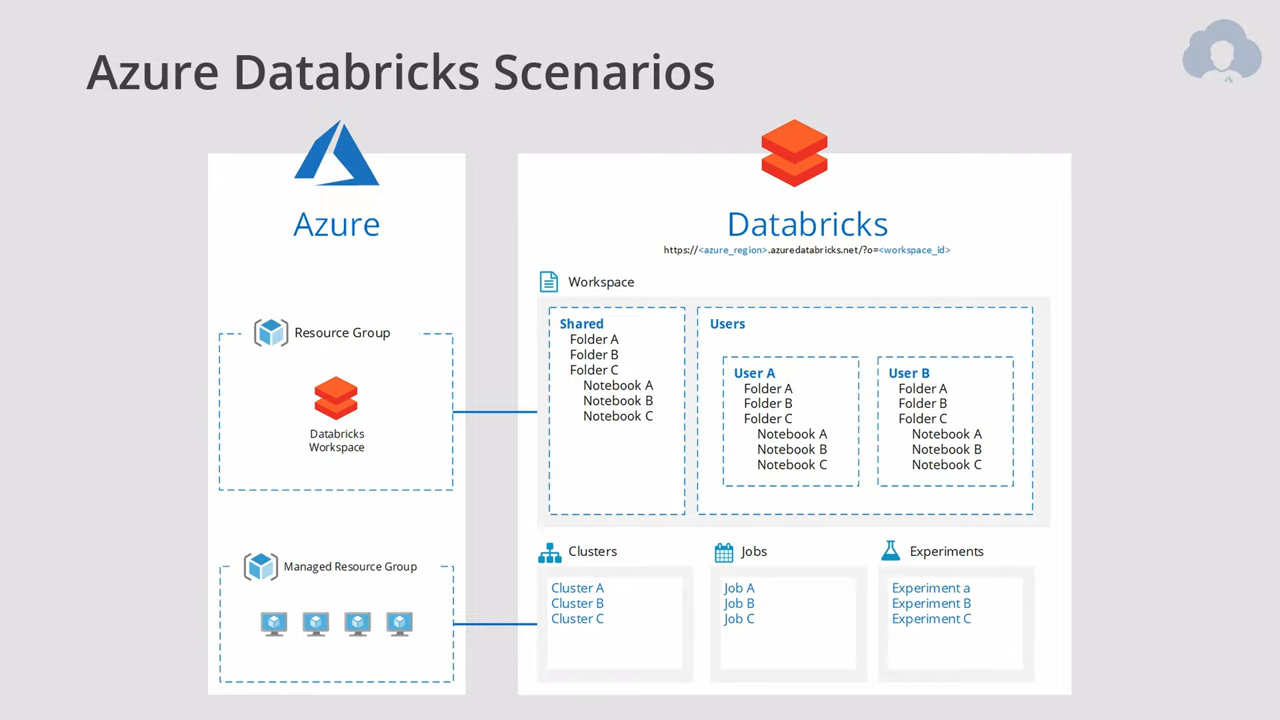 Azure Databricks Scenarios
Azure
Resource Group
Databricks
Workspace
Managed Resource Group
Databricks
https://<azure_region>.azuredatabricks.net/?o=<workspace_id>
Workspace
Shared
Folder A
Folder B
Folder C
Notebook A
Notebook B
Notebook C
Users
User A
Folder A
Folder B
Folder C
Notebook A
Notebook B
Notebook C
User B
Folder A
Folder B
Folder C
Notebook A
Notebook B
Notebook C
Clusters
Cluster A
Cluster B
Cluster C
Jobs
Job A
Job B
Job C
Experiments
Experiment a
Experiment B
Experiment C